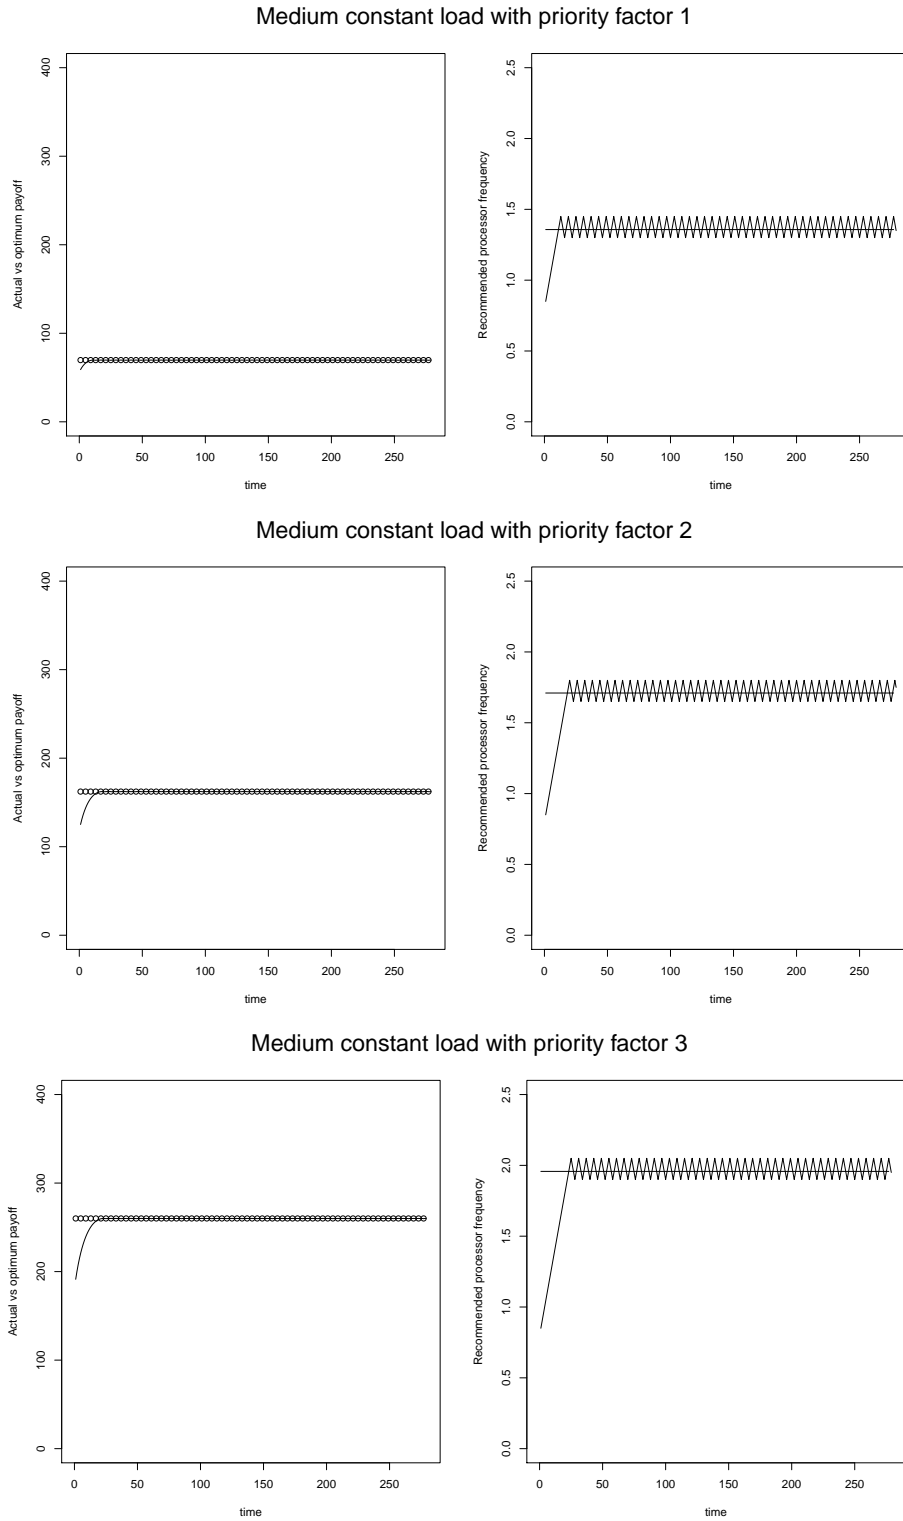 Medium constant load with priority factor 1
Actual vs optimum payoff
400
300
200
100
0
0 50 100 150 200 250
time
Recommended processor frequency
2.5
2.0
1.5
1.0
0.5
0.0
0 50 100 150 200 250
time
Medium constant load with priority factor 2
Actual vs optimum payoff
400
300
200
100
0
0 50 100 150 200 250
time
Recommended processor frequency
2.5
2.0
1.5
1.0
0.5
0.0
0 50 100 150 200 250
time
Medium constant load with priority factor 3
Actual vs optimum payoff
400
300
200
100
0
0 50 100 150 200 250
time
Recommended processor frequency
2.5
2.0
1.5
1.0
0.5
0.0
0 50 100 150 200 250
time